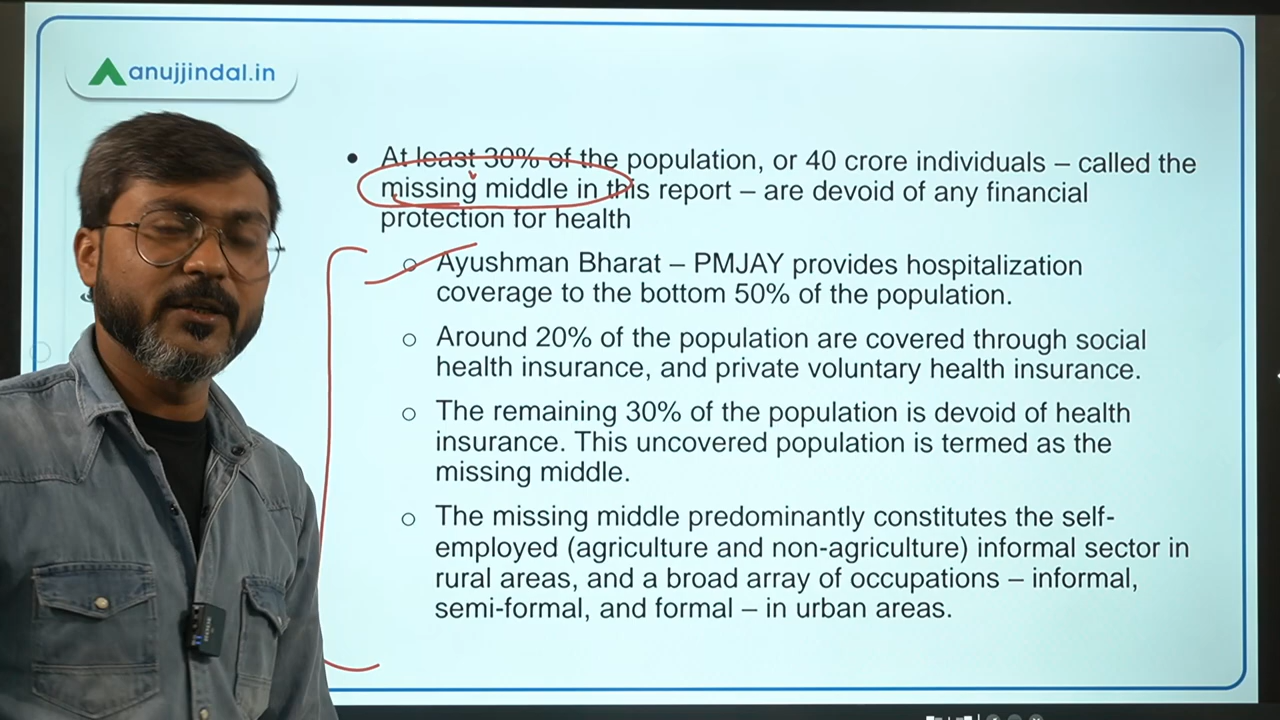 anujjindal.in
• At least 30% of the population, or 40 crore individuals – called the
missing middle in this report – are devoid of any financial
protection for health
○ Ayushman Bharat – PMJAY provides hospitalization
coverage to the bottom 50% of the population.
○ Around 20% of the population are covered through social
health insurance, and private voluntary health insurance.
○ The remaining 30% of the population is devoid of health
insurance. This uncovered population is termed as the
missing middle.
○ The missing middle predominantly constitutes the self-
employed (agriculture and non-agriculture) informal sector in
rural areas, and a broad array of occupations – informal,
semi-formal, and formal – in urban areas.